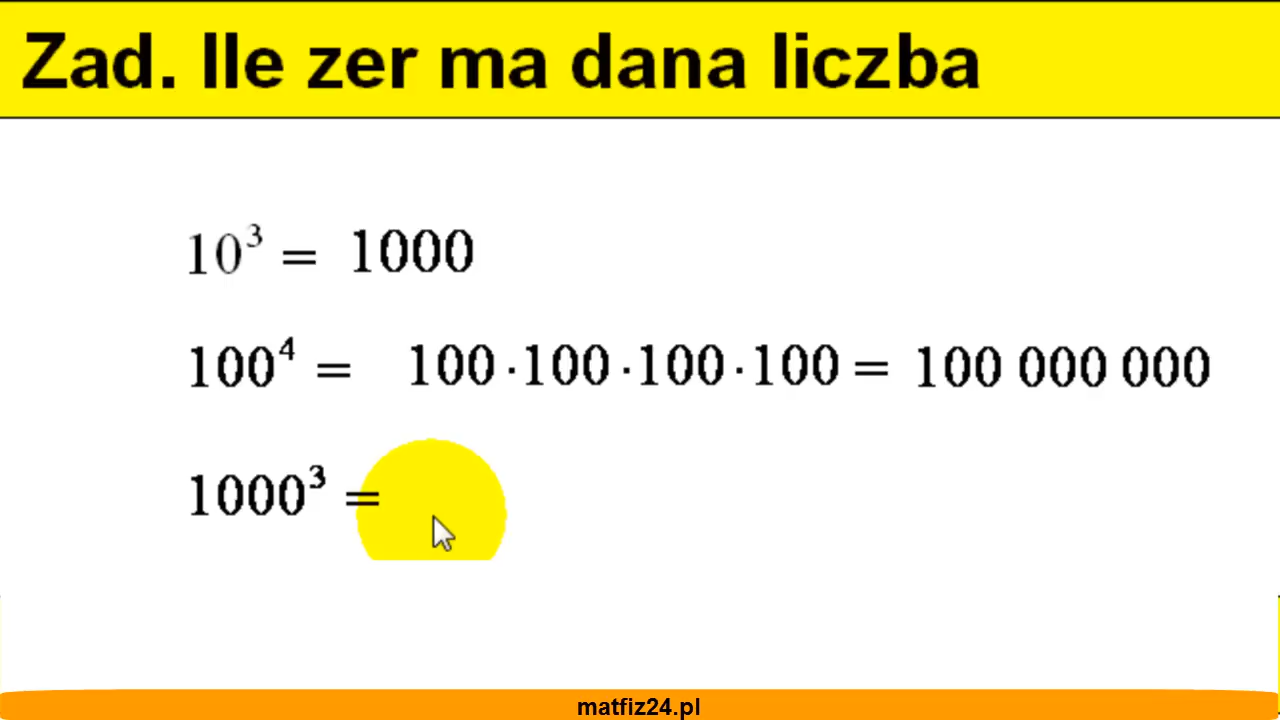 Zad. Ile zer ma dana liczba
10³ = 1000
100⁴ = 100 · 100 · 100 · 100 = 100 000 000
1000³ =
matfiz24.pl